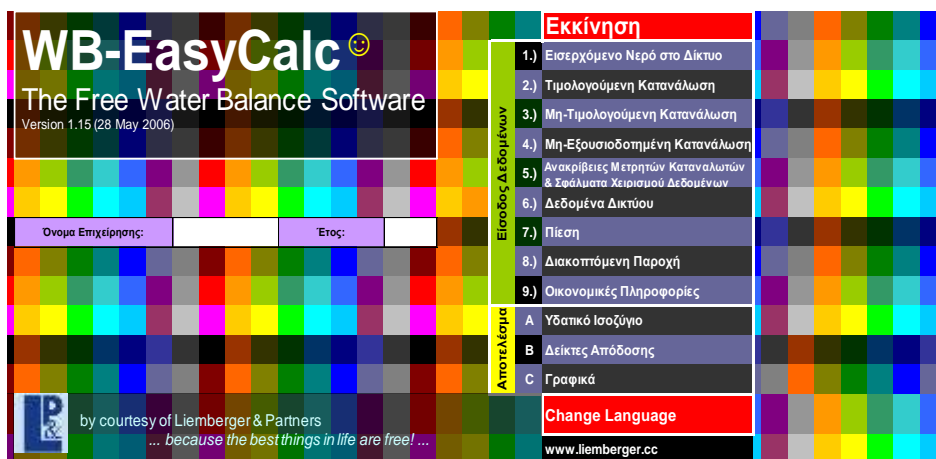 WB-EasyCalc
The Free Water Balance Software
Version 1.15 (28 May 2006)
Όνομα Επιχείρησης:
Έτος:
Εκκίνηση
Είσοδος Δεδομένων
1.) Εισερχόμενο Νερό στο Δίκτυο
2.) Τιμολογούμενη Κατανάλωση
3.) Μη-Τιμολογούμενη Κατανάλωση
4.) Μη-Εξουσιοδοτημένη Κατανάλωση
5.) Ανακρίβειες Μετρητών Καταναλωτών
& Σφάλματα Χειρισμού Δεδομένων
6.) Δεδομένα Δικτύου
7.) Πίεση
8.) Διακοπτόμενη Παροχή
9.) Οικονομικές Πληροφορίες
Αποτελέσμα
A Υδατικό Ισοζύγιο
B Δείκτες Απόδοσης
C Γραφικά
Change Language
www.liemberger.cc
L&P
by courtesy of Liemberger & Partners
... because the best things in life are free! ...